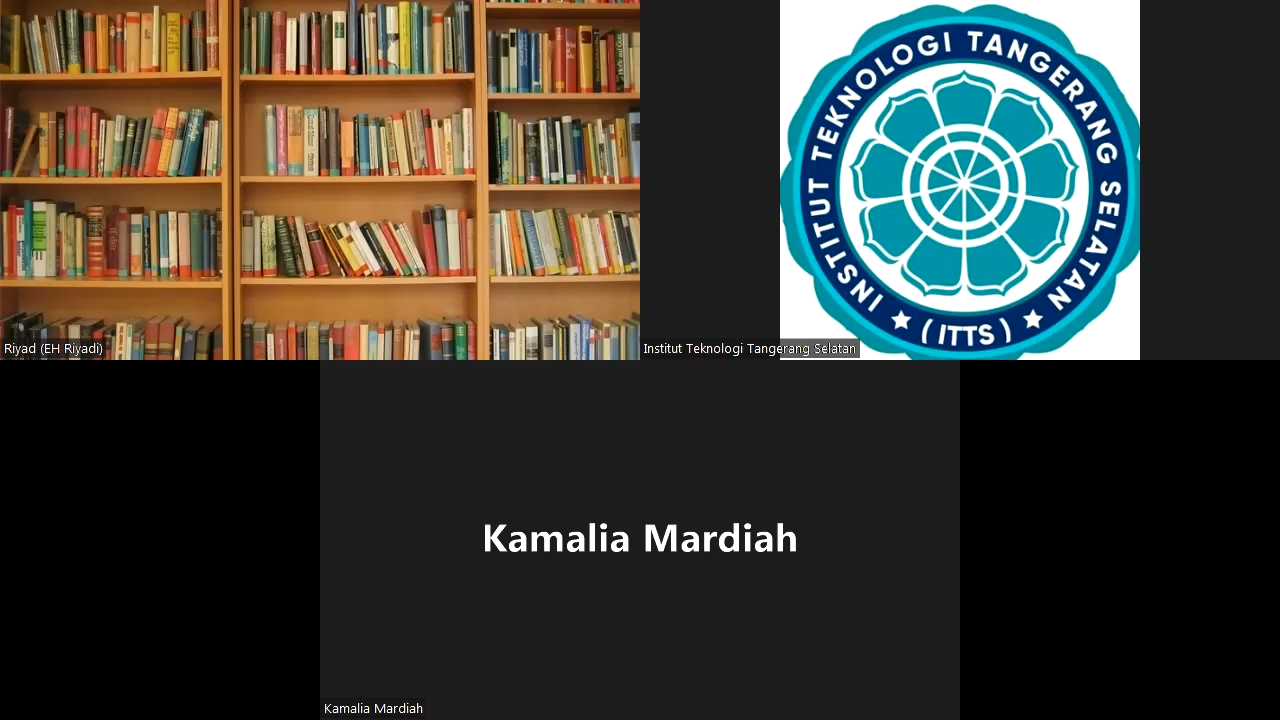 Riyad (EH Riyadi)
INSTITUT TEKNOLOGI TANGERANG SELATAN
( ITTS )
Institut Teknologi Tangerang Selatan
Kamalia Mardiah
Kamalia Mardiah